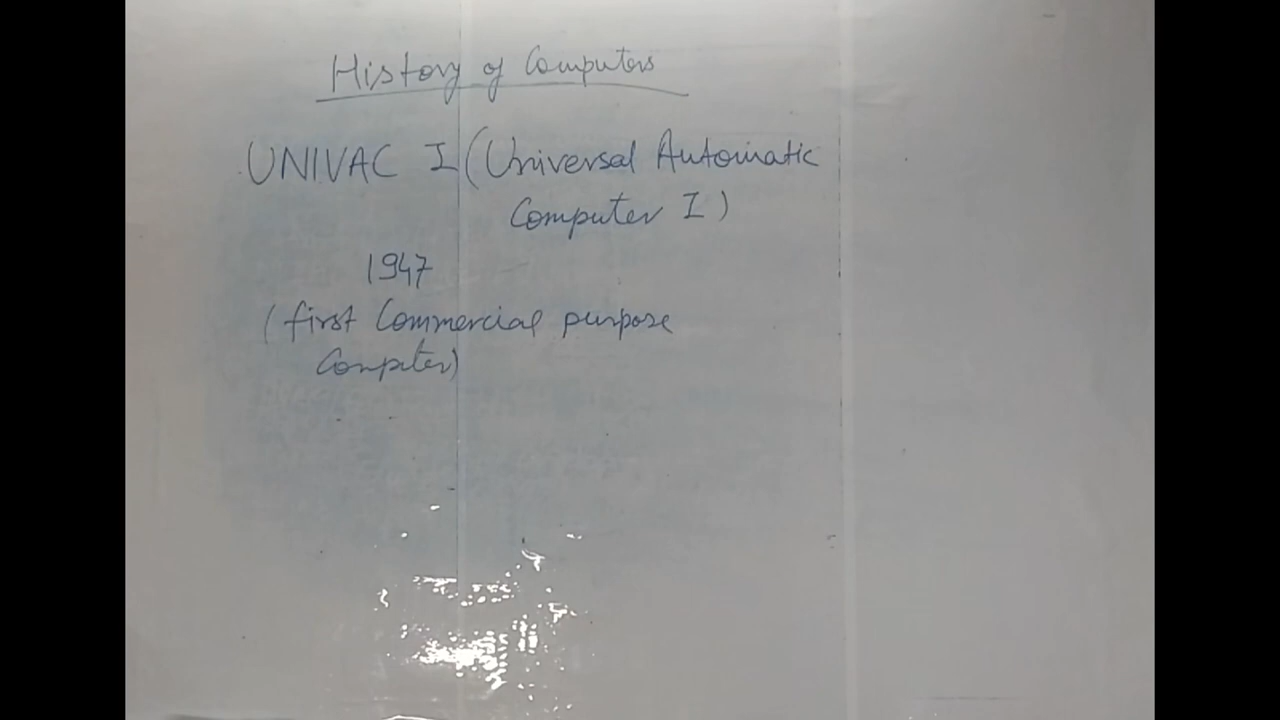 History of Computers
UNIVAC I (Universal Automatic
Computer I)
1947
(first Commercial purpose
Computer)